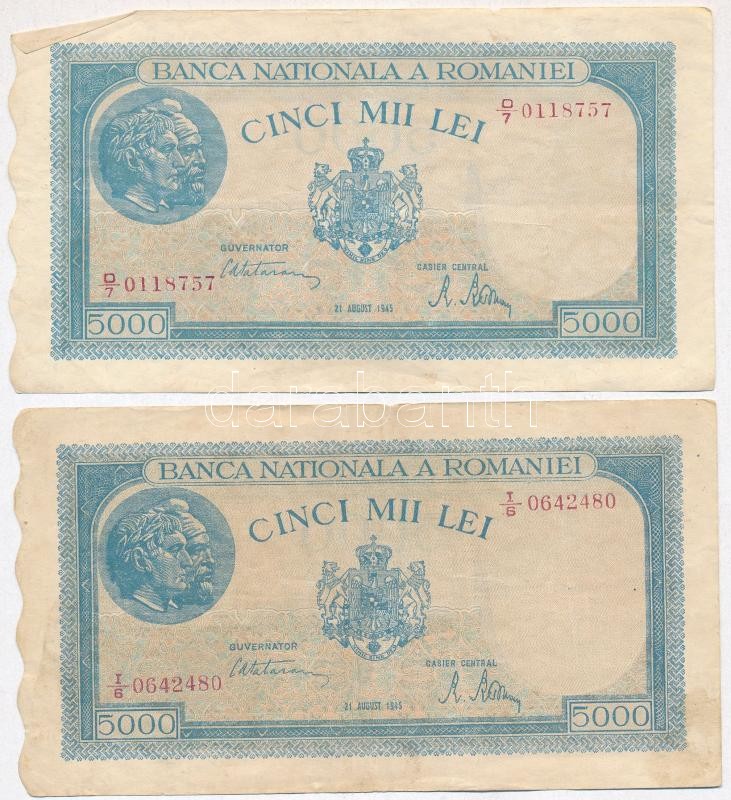 BANCA NATIONALA A ROMANIEI
CINCI MII LEI
O/7 0118757
GUVERNATOR
CASIER CENTRAL
O/7 0118757
21 AUGUST 1945
5000
5000
darabanth
BANCA NATIONALA A ROMANIEI
CINCI MII LEI
I/6 0642480
GUVERNATOR
CASIER CENTRAL
I/6 0642480
21 AUGUST 1945
5000
5000